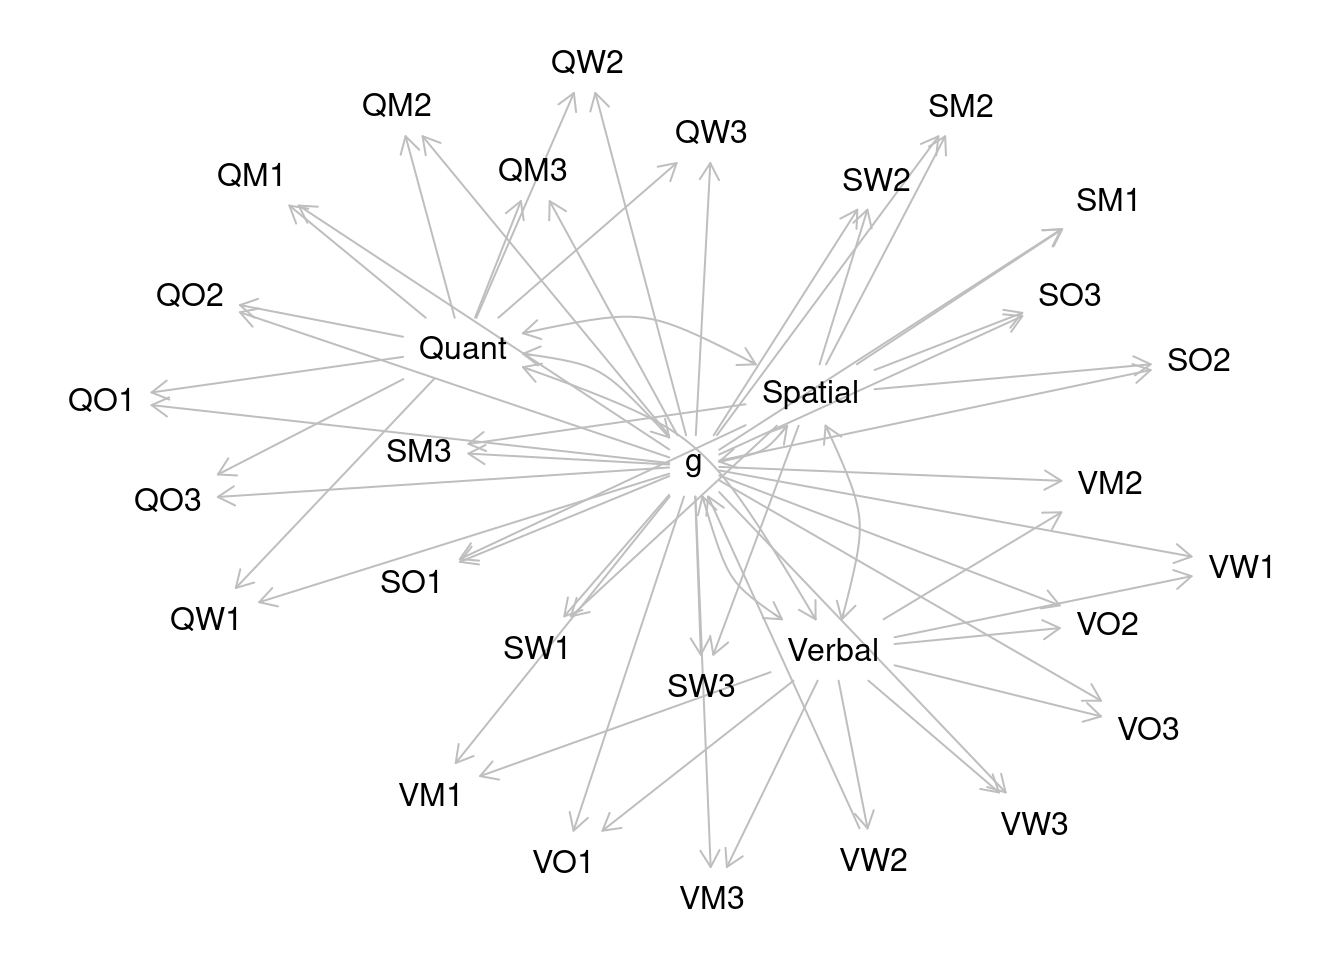 QW2
QM2
SM2
QW3
QM3
QM1
SW2
SM1
QO2
SO3
Quant
SO2
Spatial
QO1
SM3
g
VM2
QO3
VW1
SO1
QW1
VO2
SW1
Verbal
SW3
VO3
VM1
VW3
VO1
VW2
VM3